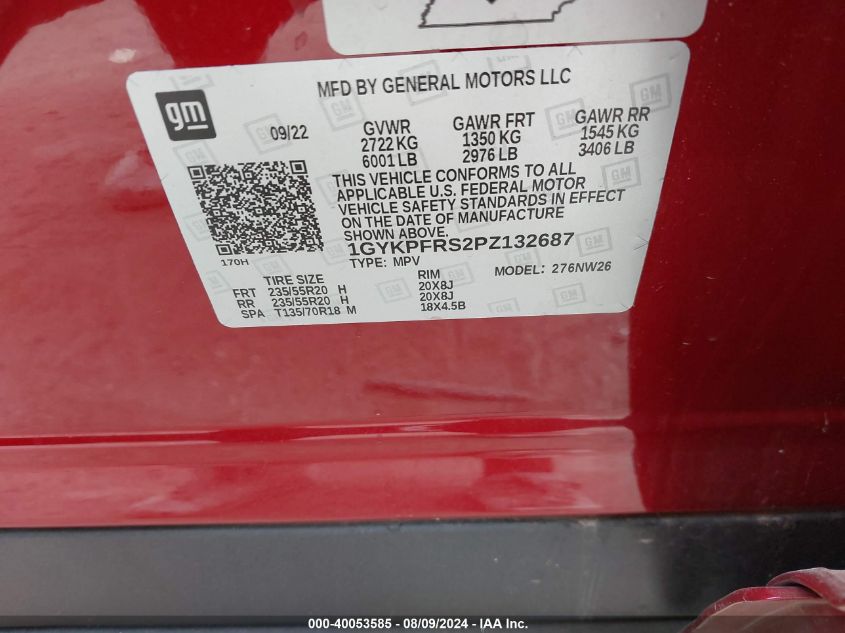 MFD BY GENERAL MOTORS LLC
gm
09/22
GVWR GAWR FRT GAWR RR
2722 KG 1350 KG 1545 KG
6001 LB 2976 LB 3406 LB
THIS VEHICLE CONFORMS TO ALL
APPLICABLE U.S. FEDERAL MOTOR
VEHICLE SAFETY STANDARDS IN EFFECT
ON THE DATE OF MANUFACTURE
SHOWN ABOVE.
1GYKPFRS2PZ132687
170H
TYPE: MPV MODEL: 276NW26
TIRE SIZE RIM
FRT 235/55R20 H 20X8J
RR 235/55R20 H 20X8J
SPA T135/70R18 M 18X4.5B
000-40053585 - 08/09/2024 - IAA Inc.